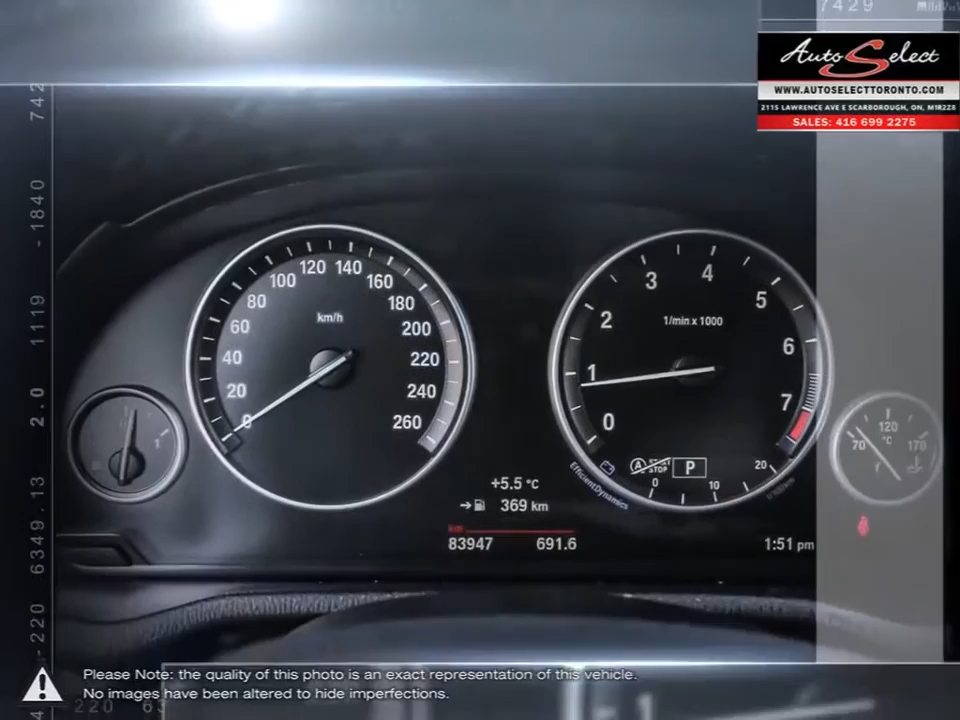 7429
Auto Select
WWW.AUTOSELECTTORONTO.COM
2115 LAWRENCE AVE E SCARBOROUGH, ON, M1R2Z8
SALES: 416 699 2275
742
- 1840
1119
2.0
6349.13
- 220
0
20
40
60
80
100
120
140
160
180
200
220
240
260
km/h
0
1
2
3
4
5
6
7
1/min x 1000
1
70
120
170
°C
A
STOP
P
EfficientDynamics
0
10
20
+5.5 °C
369 km
km
83947
691.6
1:51 pm
Please Note: the quality of this photo is an exact representation of this vehicle.
No images have been altered to hide imperfections.
220